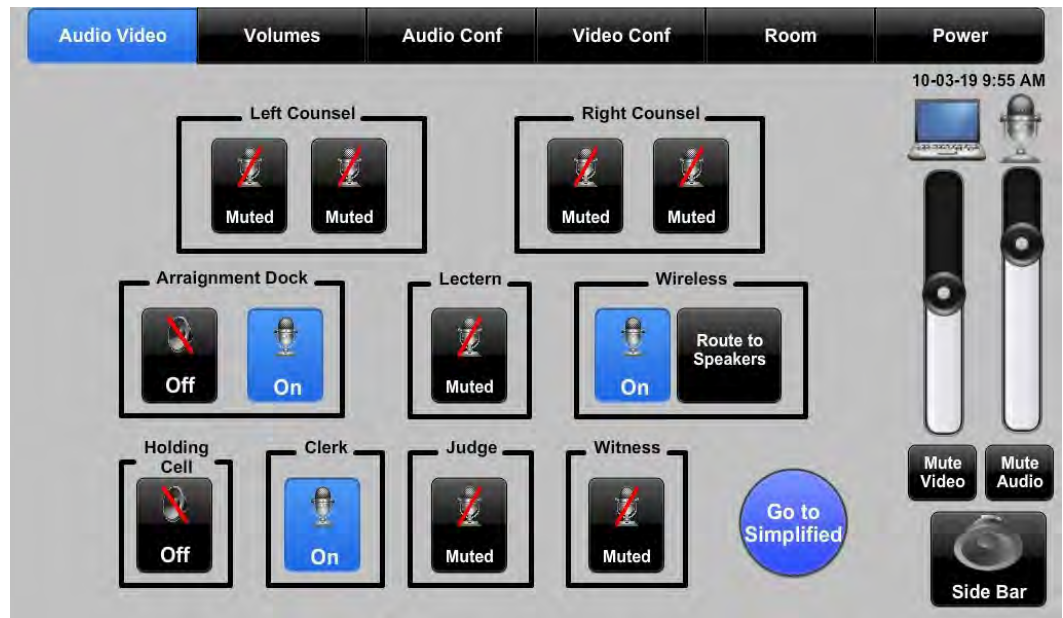 Audio Video
Volumes
Audio Conf
Video Conf
Room
Power
10-03-19 9:55 AM
Left Counsel
Muted
Muted
Right Counsel
Muted
Muted
Arraignment Dock
Off
On
Lectern
Muted
Wireless
On
Route to
Speakers
Holding
Cell
Off
Clerk
On
Judge
Muted
Witness
Muted
Go to
Simplified
Mute
Video
Mute
Audio
Side Bar